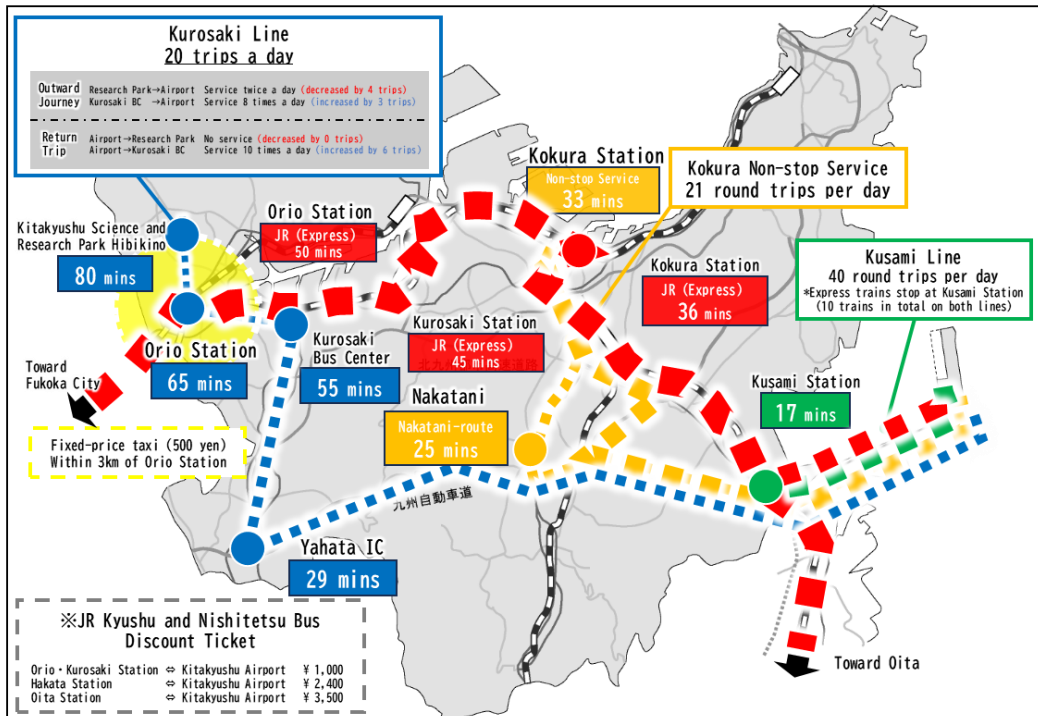 Kurosaki Line
20 trips a day
Outward Journey
Research Park→Airport Service twice a day (decreased by 4 trips)
Kurosaki BC →Airport Service 8 times a day (increased by 3 trips)
Return Trip
Airport→Research Park No service (decreased by 0 trips)
Airport→Kurosaki BC Service 10 times a day (increased by 6 trips)
Kokura Station
Non-stop Service
33 mins
Kokura Non-stop Service
21 round trips per day
Kitakyushu Science and
Research Park Hibikino
80 mins
Orio Station
JR (Express)
50 mins
Kokura Station
JR (Express)
36 mins
Kusami Line
40 round trips per day
*Express trains stop at Kusami Station
(10 trains in total on both lines)
Orio Station
65 mins
Kurosaki
Bus Center
55 mins
Kurosaki Station
JR (Express)
45 mins
速道路
Toward
Fukoka City
Nakatani
Nakatani-route
25 mins
Kusami Station
17 mins
Fixed-price taxi (500 yen)
Within 3km of Orio Station
九州自動車道
Yahata IC
29 mins
※JR Kyushu and Nishitetsu Bus
Discount Ticket
Orio・Kurosaki Station ⇔ Kitakyushu Airport ¥ 1,000
Hakata Station ⇔ Kitakyushu Airport ¥ 2,400
Oita Station ⇔ Kitakyushu Airport ¥ 3,500
Toward Oita